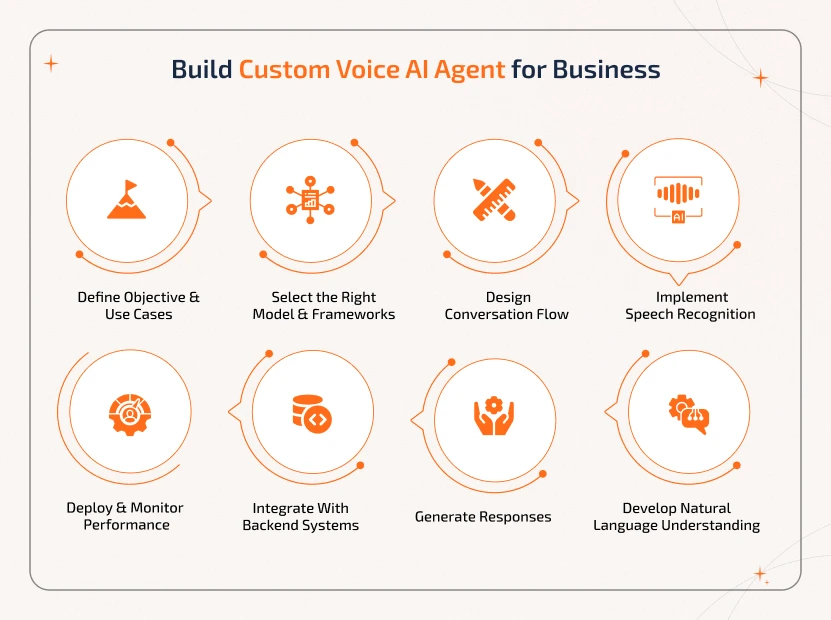 Build Custom Voice AI Agent for Business
Define Objective &
Use Cases
Select the Right
Model & Frameworks
Design
Conversation Flow
AI
Implement
Speech Recognition
Deploy & Monitor
Performance
Integrate With
Backend Systems
Generate Responses
Develop Natural
Language Understanding